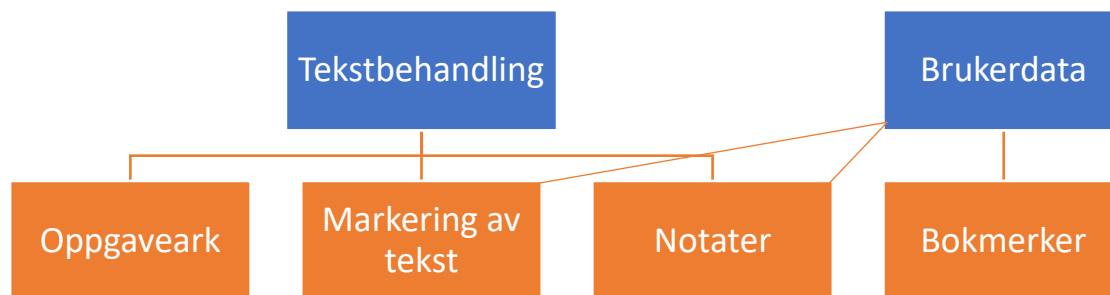 Tekstbehandling
Brukerdata
Oppgaveark
Markering av
tekst
Notater
Bokmerker